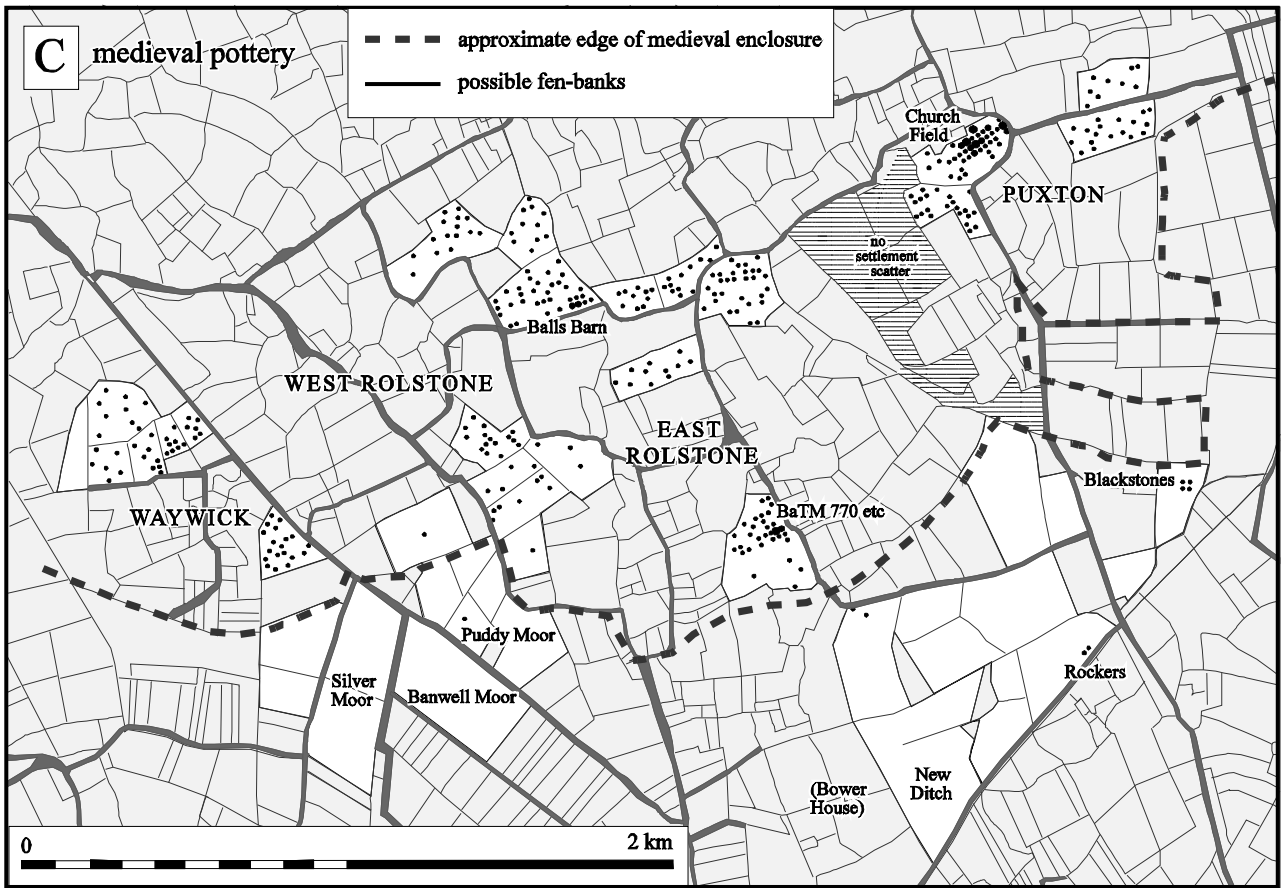 C medieval pottery
approximate edge of medieval enclosure
possible fen-banks
Church
Field
PUXTON
no
settlement
scatter
Balls Barn
WEST ROLSTONE
EAST
ROLSTONE
Blackstones
WAYWICK
BaTM 770 etc
Puddy Moor
Silver
Moor
Banwell Moor
Rockers
New
Ditch
(Bower
House)
0 2 km